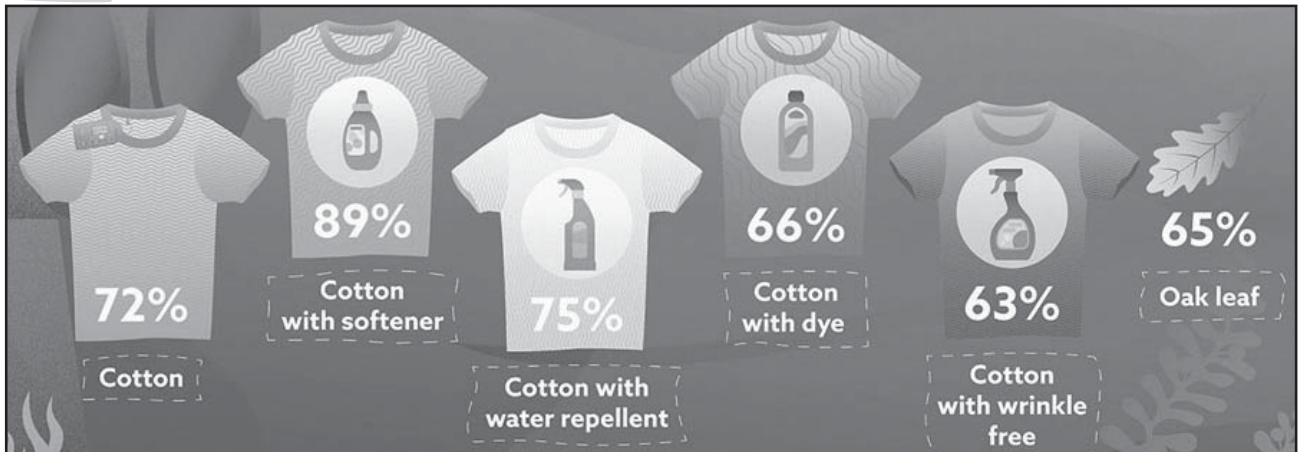 72%
Cotton
89%
Cotton
with softener
75%
Cotton with
water repellent
66%
Cotton
with dye
63%
Cotton
with wrinkle
free
65%
Oak leaf